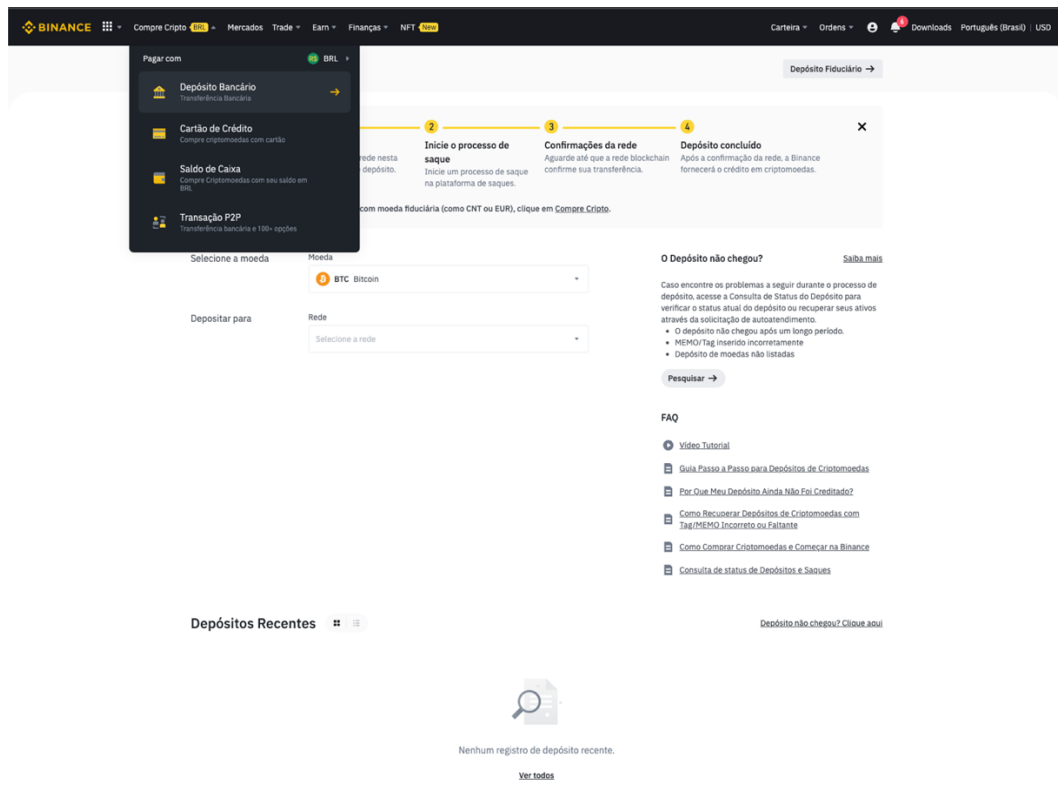 BINANCE Compre Cripto BRL Mercados Trade Earn Finanças NFT New Carteira Ordens 6 Downloads Português (Brasil) | USD
Pagar com R$ BRL
Depósito Bancário
Transferência Bancária
Cartão de Crédito
Compre criptomoedas com cartão
Saldo de Caixa
Compre Criptomoedas com seu saldo em
BRL
Transação P2P
Transferência bancária e 100+ opções
Depósito Fiduciário →
rede nesta
depósito.
2
Inicie o processo de
saque
Inicie um processo de saque
na plataforma de saques.
3
Confirmações da rede
Aguarde até que a rede blockchain
confirme sua transferência.
4
Depósito concluído
Após a confirmação da rede, a Binance
fornecerá o crédito em criptomoedas.
com moeda fiduciária (como CNT ou EUR), clique em Compre Cripto.
Selecione a moeda
Moeda
BTC Bitcoin
Depositar para
Rede
Selecione a rede
O Depósito não chegou? Saiba mais
Caso encontre os problemas a seguir durante o processo de
depósito, acesse a Consulta de Status do Depósito para
verificar o status atual do depósito ou recuperar seus ativos
através da solicitação de autoatendimento.
• O depósito não chegou após um longo período.
• MEMO/Tag inserido incorretamente
• Depósito de moedas não listadas
Pesquisar →
FAQ
Vídeo Tutorial
Guia Passo a Passo para Depósitos de Criptomoedas
Por Que Meu Depósito Ainda Não Foi Creditado?
Como Recuperar Depósitos de Criptomoedas com
Tag/MEMO Incorreto ou Faltante
Como Comprar Criptomoedas e Começar na Binance
Consulta de status de Depósitos e Saques
Depósitos Recentes
Depósito não chegou? Clique aqui
Nenhum registro de depósito recente.
Ver todos